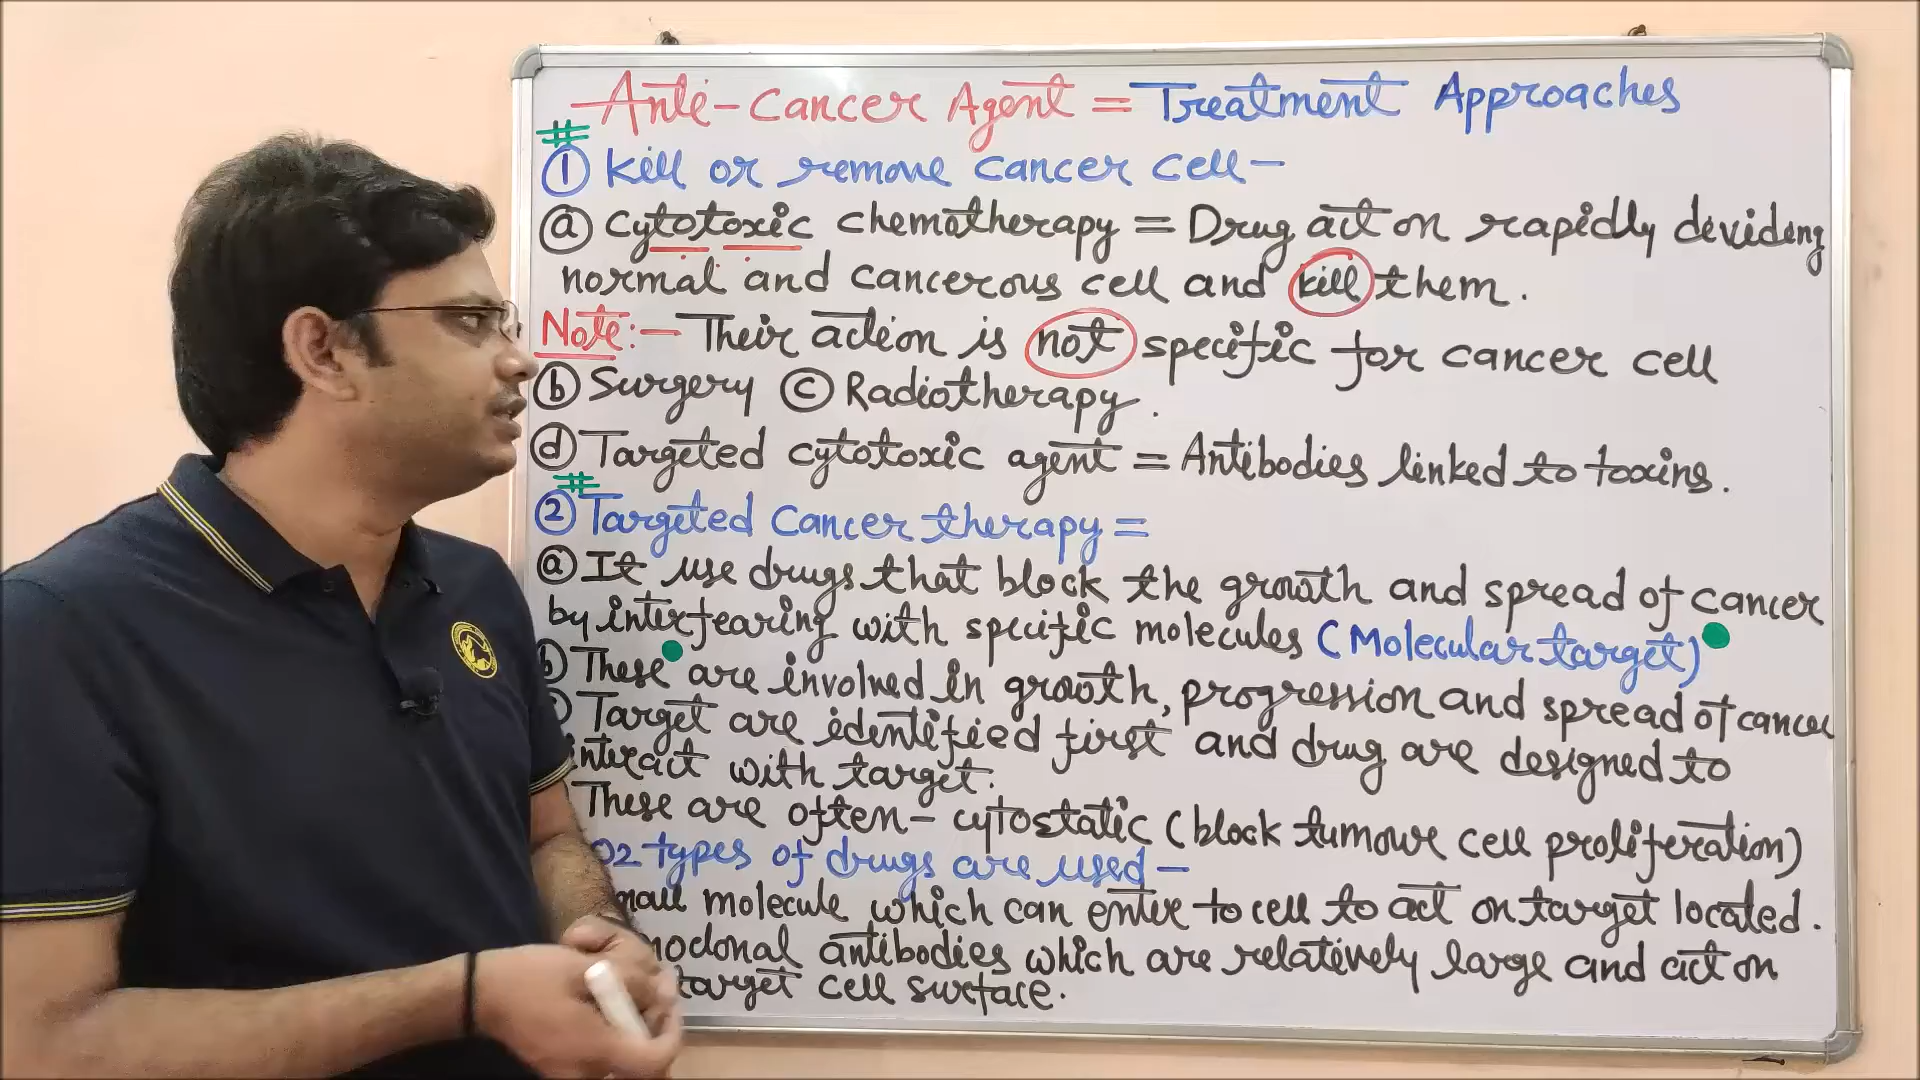 Anti-Cancer Agent = Treatment Approaches
#
① Kill or remove cancer cell -
ⓐ Cytotoxic chemotherapy = Drug act on rapidly deviding
normal and cancerous cell and kill them.
Note:- Their action is not specific for cancer cell
ⓑ Surgery ⓒ Radiotherapy.
ⓓ Targeted cytotoxic agent = Antibodies linked to toxins.
#
② Targeted Cancer therapy =
ⓐ It use drugs that block the growth and spread of cancer
by interfearing with specific molecules (Molecular target)
ⓑ These are involved in growth, progression and spread of cancer
Target are identified first and drug are designed to
interact with target.
These are often - cytostatic (block tumour cell proliferation)
02 types of drugs are used -
molecule which can enter to cell to act on target located.
antibodies which are relatively large and act on
target cell surface.